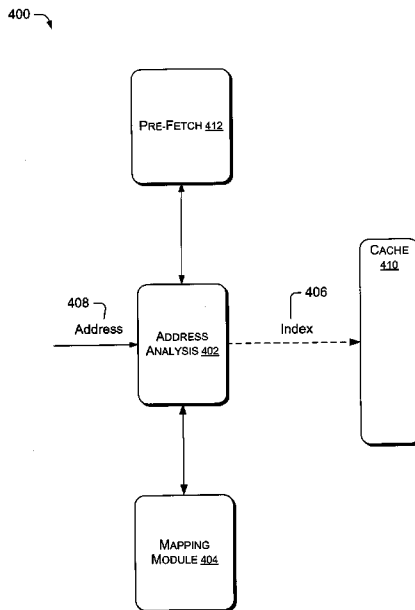 400
PRE-FETCH 412
CACHE
410
408
Address
ADDRESS
ANALYSIS 402
406
Index
MAPPING
MODULE 404